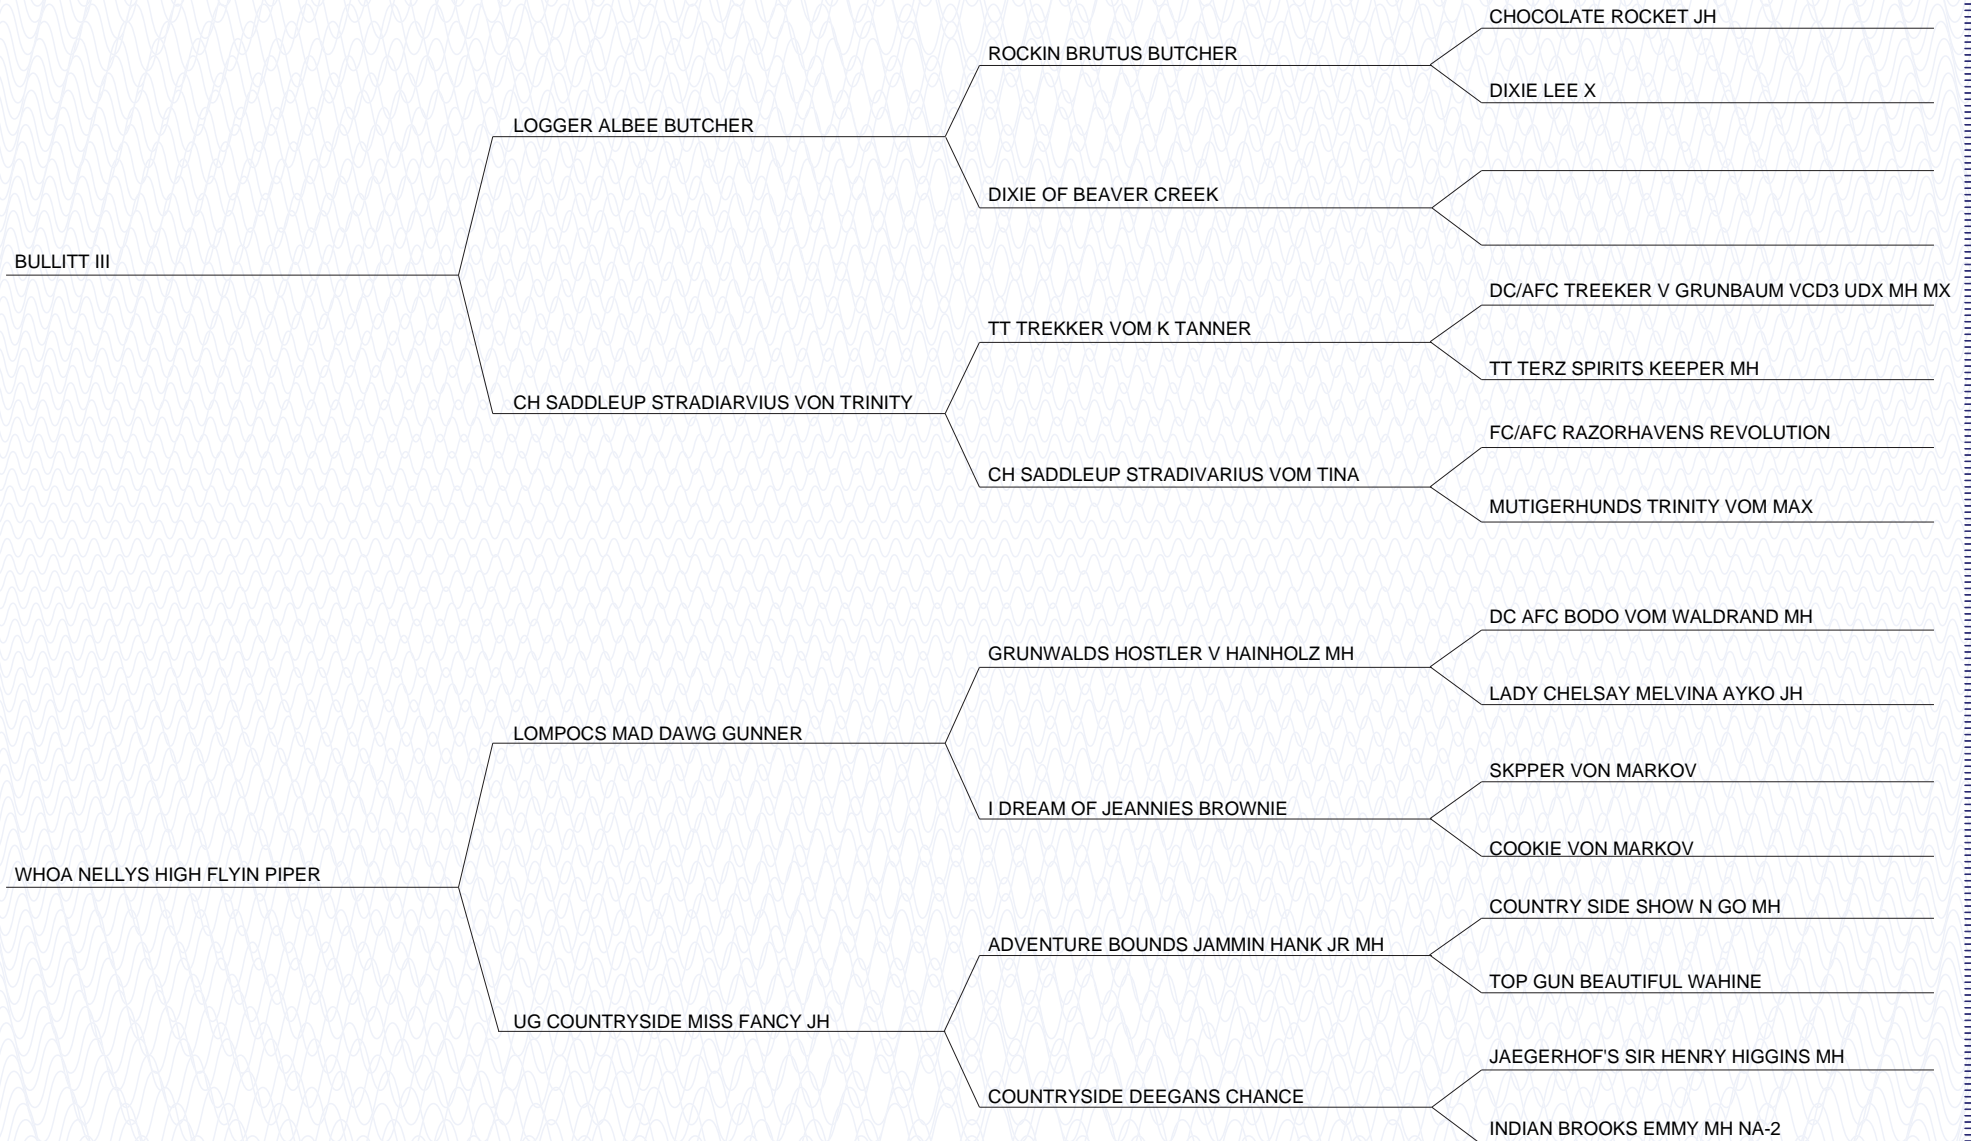 CHOCOLATE ROCKET JH
ROCKIN BRUTUS BUTCHER
DIXIE LEE X
LOGGER ALBEE BUTCHER
DIXIE OF BEAVER CREEK
BULLITT III
DC/AFC TREEKER V GRUNBAUM VCD3 UDX MH MX
TT TREKKER VOM K TANNER
TT TERZ SPIRITS KEEPER MH
CH SADDLEUP STRADIARVIUS VON TRINITY
FC/AFC RAZORHAVENS REVOLUTION
CH SADDLEUP STRADIVARIUS VOM TINA
MUTIGERHUNDS TRINITY VOM MAX
DC AFC BODO VOM WALDRAND MH
GRUNWALDS HOSTLER V HAINHOLZ MH
LADY CHELSAY MELVINA AYKO JH
LOMPOCS MAD DAWG GUNNER
SKPPER VON MARKOV
I DREAM OF JEANNIES BROWNIE
COOKIE VON MARKOV
WHOA NELLYS HIGH FLYIN PIPER
COUNTRY SIDE SHOW N GO MH
ADVENTURE BOUNDS JAMMIN HANK JR MH
TOP GUN BEAUTIFUL WAHINE
UG COUNTRYSIDE MISS FANCY JH
JAEGERHOF'S SIR HENRY HIGGINS MH
COUNTRYSIDE DEEGANS CHANCE
INDIAN BROOKS EMMY MH NA-2